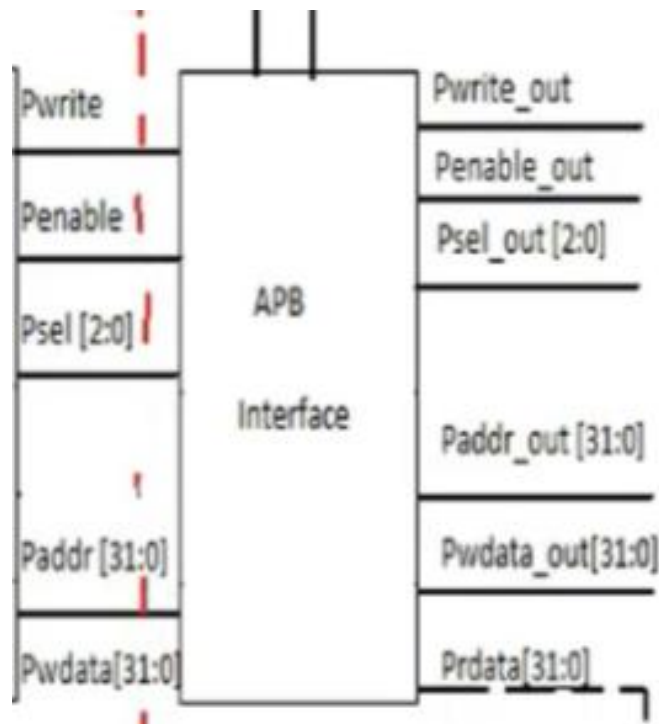 Pwrite
Penable
Psel [2:0]
Paddr [31:0]
Pwdata[31:0]
APB
Interface
Pwrite_out
Penable_out
Psel_out [2:0]
Paddr_out [31:0]
Pwdata_out[31:0]
Prdata[31:0]